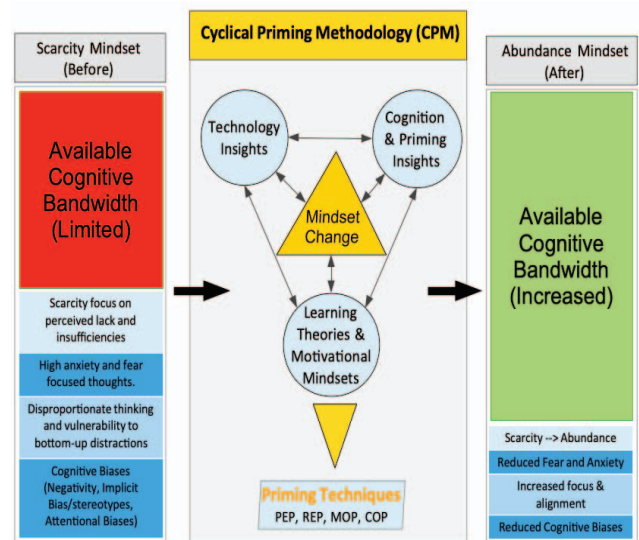 Scarcity Mindset
(Before)
Available
Cognitive
Bandwidth
(Limited)
Scarcity focus on
perceived lack and
insufficiencies
High anxiety and fear
focused thoughts.
Disproportionate thinking
and vulnerability to
bottom-up distractions
Cognitive Biases
(Negativity, Implicit
Bias/stereotypes,
Attentional Biases)
Cyclical Priming Methodology (CPM)
Technology
Insights
Cognition
& Priming
Insights
Mindset
Change
Learning
Theories &
Motivational
Mindsets
Priming Techniques
PEP, REP, MOP, COP
Abundance Mindset
(After)
Available
Cognitive
Bandwidth
(Increased)
Scarcity --> Abundance
Reduced Fear and Anxiety
Increased focus &
alignment
Reduced Cognitive Biases